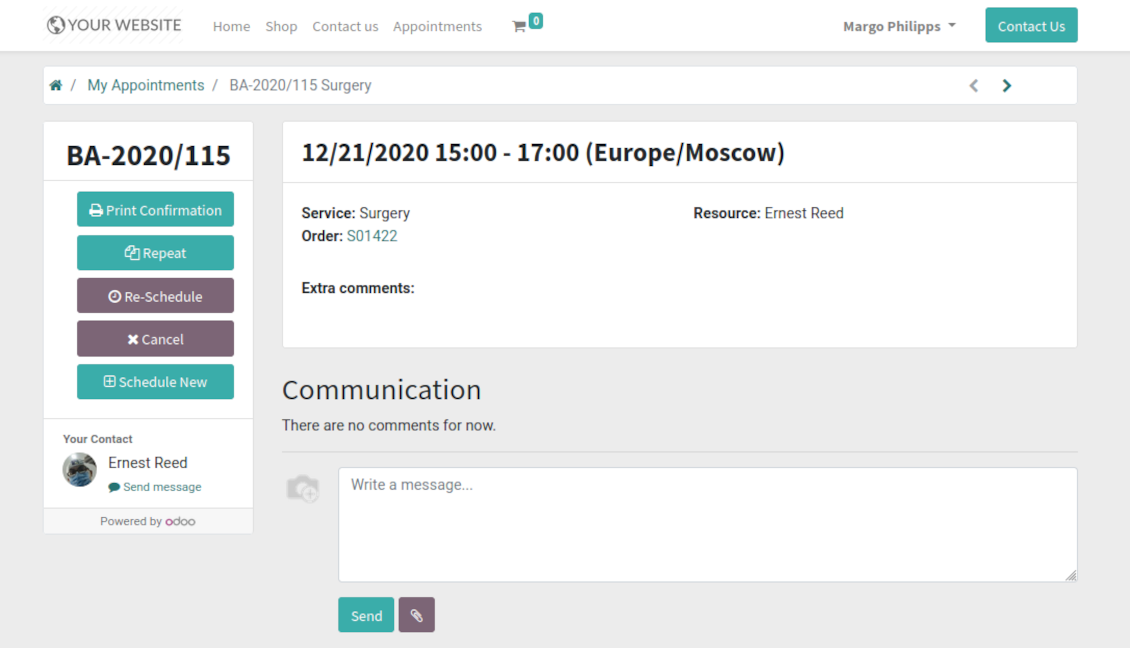 YOUR WEBSITE Home Shop Contact us Appointments 0 Margo Philipps Contact Us
/ My Appointments / BA-2020/115 Surgery
BA-2020/115
Print Confirmation
Repeat
Re-Schedule
Cancel
Schedule New
Your Contact
Ernest Reed
Send message
Powered by odoo
12/21/2020 15:00 - 17:00 (Europe/Moscow)
Service: Surgery Resource: Ernest Reed
Order: S01422
Extra comments:
Communication
There are no comments for now.
Write a message...
Send